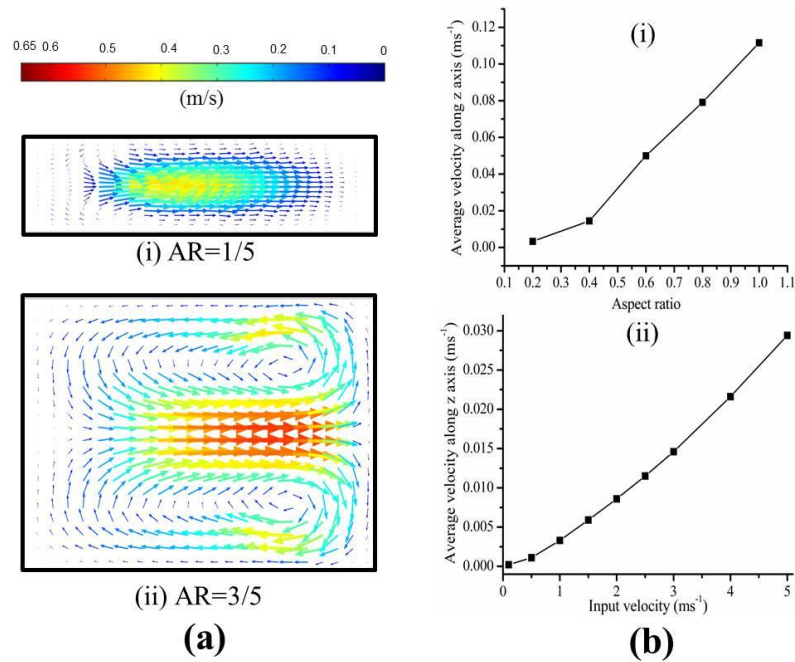 0.65 0.6 0.5 0.4 0.3 0.2 0.1 0
(m/s)
(i) AR=1/5
(ii) AR=3/5
(a)
(i)
Average velocity along z axis (ms-1)
0.12
0.10
0.08
0.06
0.04
0.02
0.00
0.1 0.2 0.3 0.4 0.5 0.6 0.7 0.8 0.9 1.0 1.1
Aspect ratio
(ii)
Average velocity along z axis (ms-1)
0.030
0.025
0.020
0.015
0.010
0.005
0.000
0 1 2 3 4 5
Input velocity (ms-1)
(b)